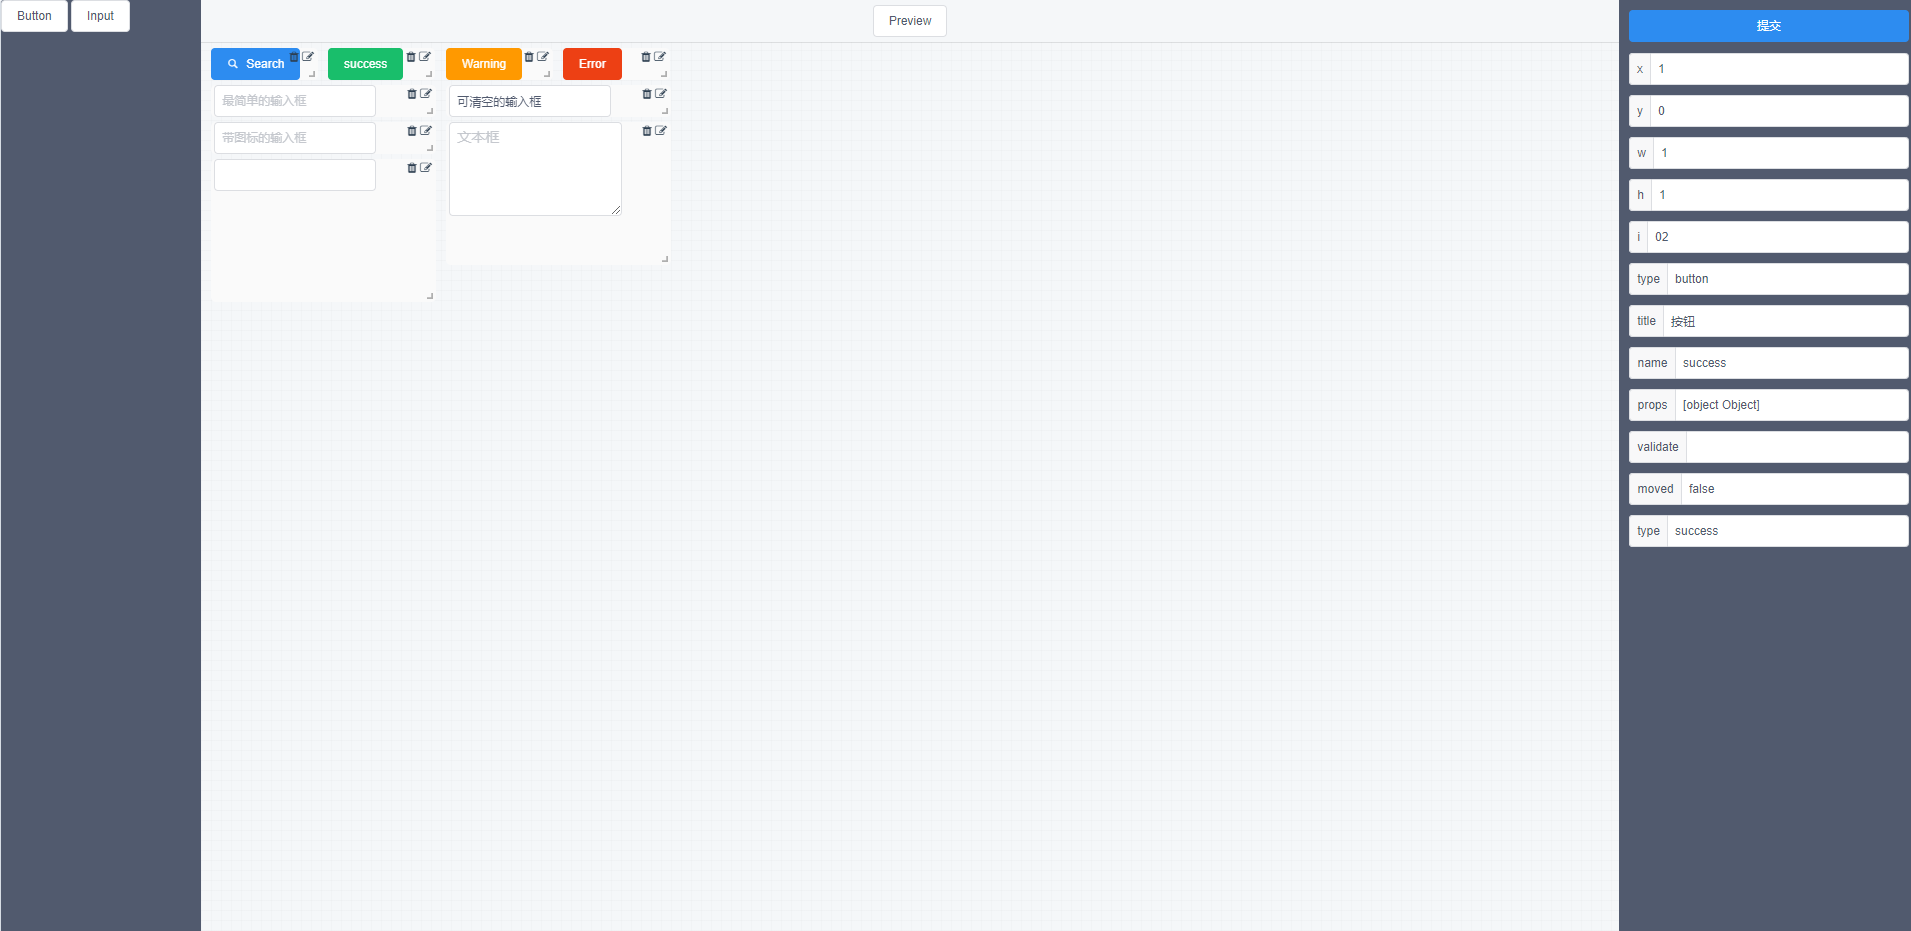 Button Input
Preview
Search success Warning Error
最简单的输入框 可清空的输入框
带图标的输入框 文本框
提交
x 1
y 0
w 1
h 1
i 02
type button
title 按钮
name success
props [object Object]
validate
moved false
type success